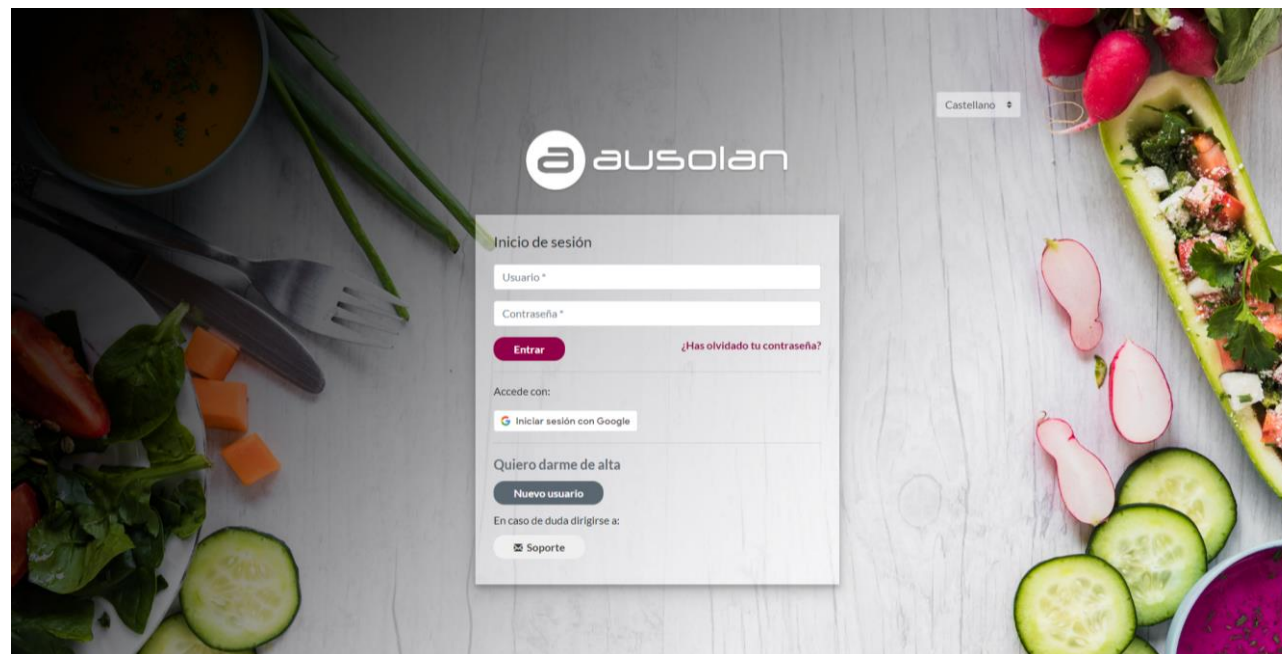 Castellano
a ausolan
Inicio de sesión
Usuario *
Contraseña *
Entrar
¿Has olvidado tu contraseña?
Accede con:
G Iniciar sesión con Google
Quiero darme de alta
Nuevo usuario
En caso de duda dirigirse a:
Soporte